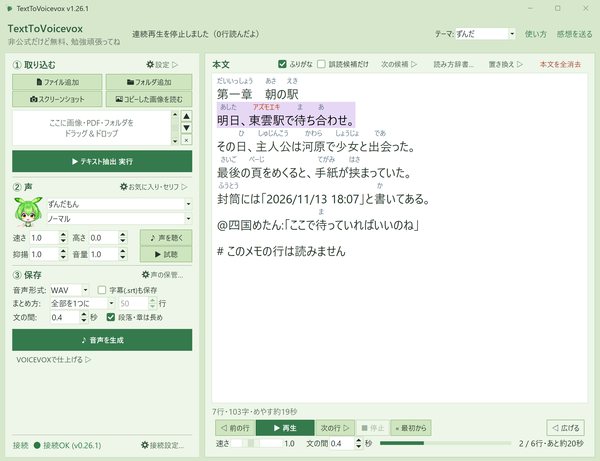 TextToVoicevox v1.26.1
TextToVoicevox
非公式だけど無料、勉強頑張ってね
連続再生を停止しました（0行読んだよ）
テーマ: ずんだ
使い方
感想を送る
① 取り込む
設定 ▷
ファイル追加
フォルダ追加
スクリーンショット
コピーした画像を読む
ここに画像・PDF・フォルダを
ドラッグ＆ドロップ
▲
▼
×
▶ テキスト抽出 実行
② 声
お気に入り・セリフ ▷
ずんだもん
ノーマル
速さ 1.0 高さ 0.0 ♪ 声を聴く
抑揚 1.0 音量 1.0 ▶ 試聴
③ 保存
声の保管...
音声形式: WAV 字幕(.srt)も保存
まとめ方: 全部を1つに 50 行
文の間: 0.4 秒 段落・章は長め
♪ 音声を生成
VOICEVOXで仕上げる ▷
接続 ● 接続OK (v0.26.1) 接続設定...
本文
ふりがな
誤読候補だけ
次の候補 ▷
読み方辞書...
置き換え ▷
本文を全消去
だいいっしょう あさ えき
第一章　朝の駅
あした アズモエキ ま あ
明日、東雲駅で待ち合わせ。
ひ しゅじんこう かわら しょうじょ であ
その日、主人公は河原で少女と出会った。
さいご ぺーじ てがみ はさ
最後の頁をめくると、手紙が挟まっていた。
ふうとう か
封筒には「2026/11/13 18:07」と書いてある。
ま
@四国めたん:「ここで待っていればいいのね」
# このメモの行は読みません
7行・103字・めやす約19秒
◁ 前の行
▶ 再生
次の行 ▷
■ 停止
« 最初から
◁ 広げる
速さ 1.0 文の間 0.4 秒
2 / 6行・あと約20秒